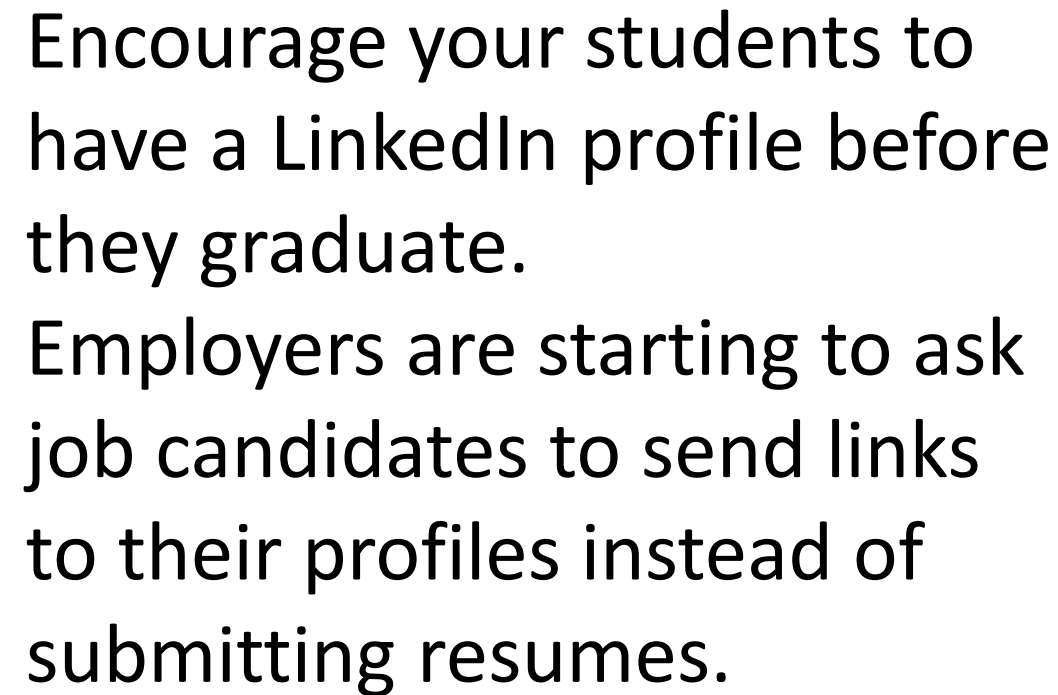 Encourage your students to
have a LinkedIn profile before
they graduate.
Employers are starting to ask
job candidates to send links
to their profiles instead of
submitting resumes.